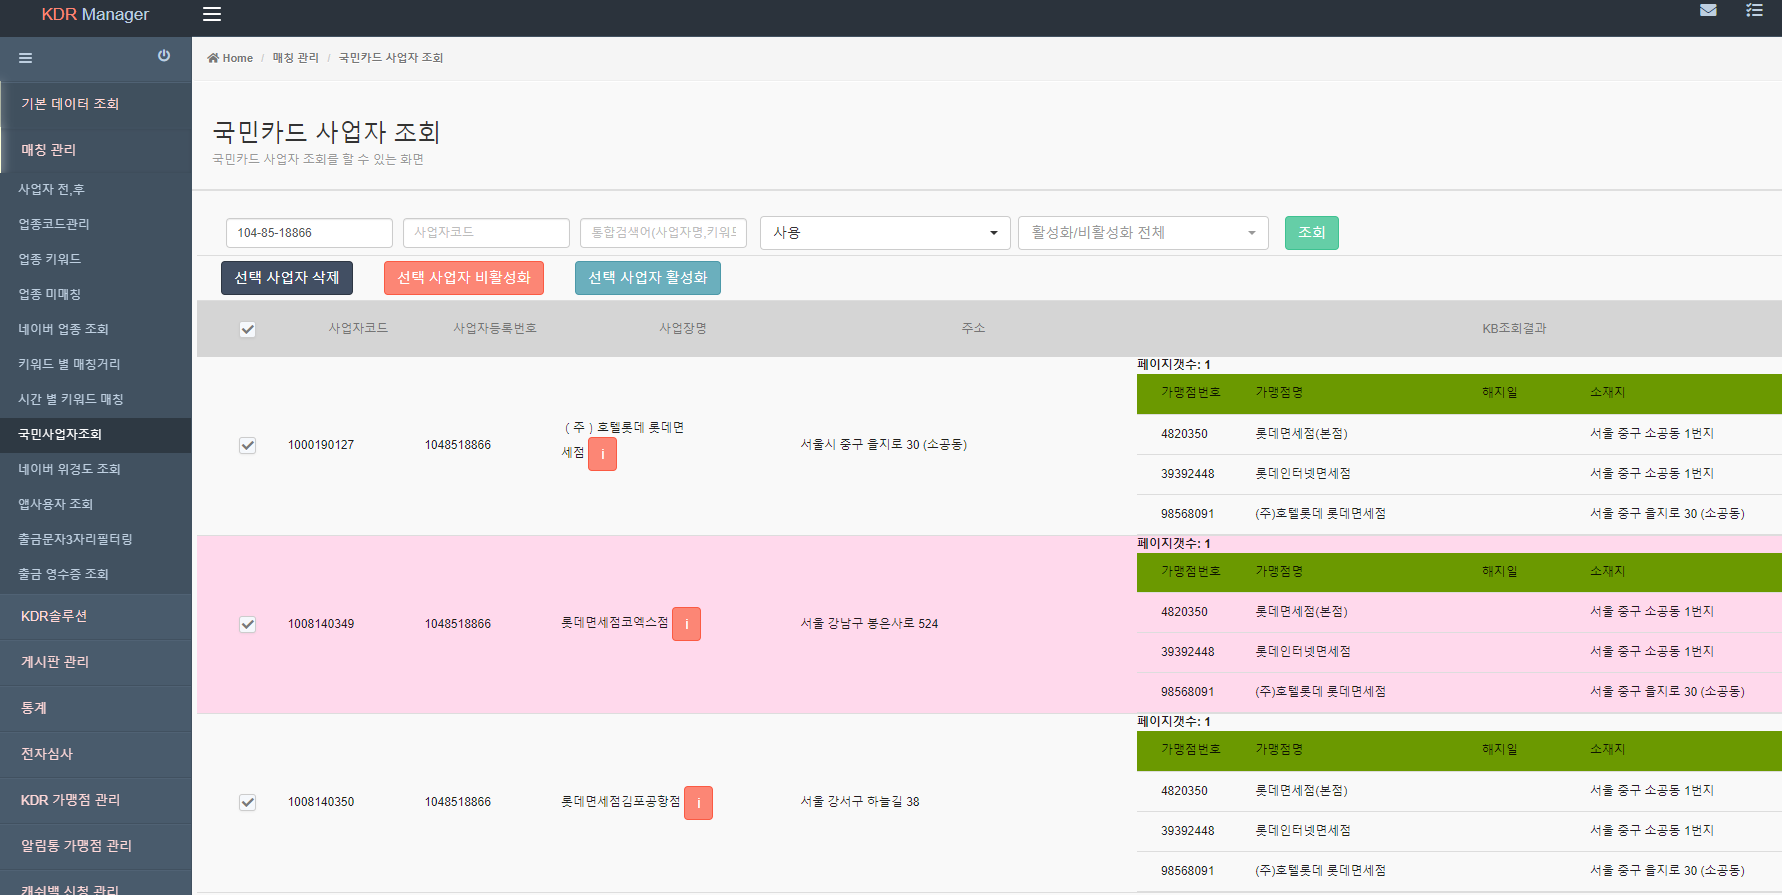 KDR Manager
Home / 매칭 관리 / 국민카드 사업자 조회
기본 데이터 조회
매칭 관리
사업자 전,후
업종코드관리
업종 키워드
업종 미매칭
네이버 업종 조회
키워드 별 매칭거리
시간 별 키워드 매칭
국민사업자조회
네이버 위경도 조회
앱사용자 조회
출금문자3자리필터링
출금 영수증 조회
KDR솔루션
게시판 관리
통계
전자심사
KDR 가맹점 관리
알림통 가맹점 관리
캐쉬백 신청 관리
국민카드 사업자 조회
국민카드 사업자 조회를 할 수 있는 화면
104-85-18866 사업자코드 통합검색어(사업자명,키워드 사용 활성화/비활성화 전체 조회
선택 사업자 삭제 선택 사업자 비활성화 선택 사업자 활성화
사업자코드 사업자등록번호 사업장명 주소 KB조회결과
페이지갯수: 1
가맹점번호 가맹점명 해지일 소재지
1000190127 1048518866 ( 주 ) 호텔롯데 롯데면
세점 i 서울시 중구 을지로 30 (소공동)
4820350 롯데면세점(본점) 서울 중구 소공동 1번지
39392448 롯데인터넷면세점 서울 중구 소공동 1번지
98568091 (주)호텔롯데 롯데면세점 서울 중구 을지로 30 (소공동)
페이지갯수: 1
가맹점번호 가맹점명 해지일 소재지
1008140349 1048518866 롯데면세점코엑스점 i 서울 강남구 봉은사로 524
4820350 롯데면세점(본점) 서울 중구 소공동 1번지
39392448 롯데인터넷면세점 서울 중구 소공동 1번지
98568091 (주)호텔롯데 롯데면세점 서울 중구 을지로 30 (소공동)
페이지갯수: 1
가맹점번호 가맹점명 해지일 소재지
1008140350 1048518866 롯데면세점김포공항점 i 서울 강서구 하늘길 38
4820350 롯데면세점(본점) 서울 중구 소공동 1번지
39392448 롯데인터넷면세점 서울 중구 소공동 1번지
98568091 (주)호텔롯데 롯데면세점 서울 중구 을지로 30 (소공동)